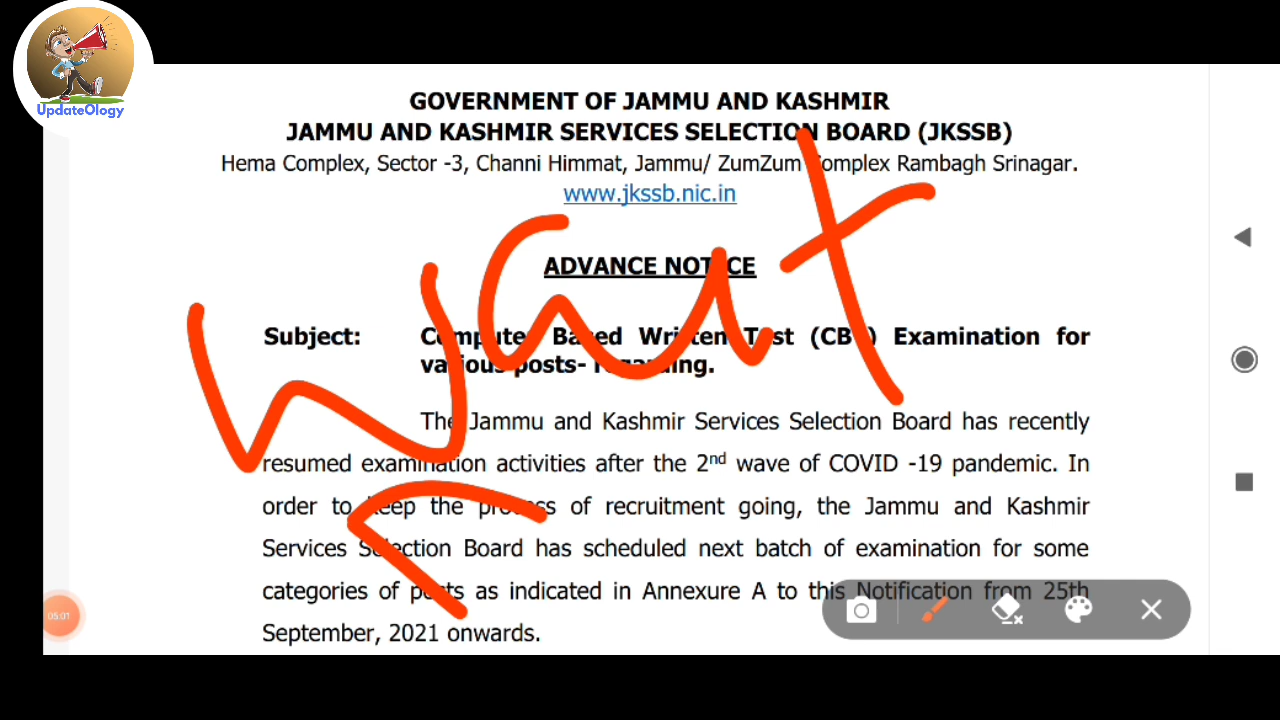 UpdateOlogy
GOVERNMENT OF JAMMU AND KASHMIR
JAMMU AND KASHMIR SERVICES SELECTION BOARD (JKSSB)
Hema Complex, Sector -3, Channi Himmat, Jammu/ ZumZum Complex Rambagh Srinagar.
www.jkssb.nic.in
ADVANCE NOTICE
Subject: Computer Based Written Test (CBT) Examination for
various posts- regarding.
The Jammu and Kashmir Services Selection Board has recently
resumed examination activities after the 2nd wave of COVID -19 pandemic. In
order to keep the process of recruitment going, the Jammu and Kashmir
Services Selection Board has scheduled next batch of examination for some
categories of posts as indicated in Annexure A to this Notification from 25th
September, 2021 onwards.
05:01